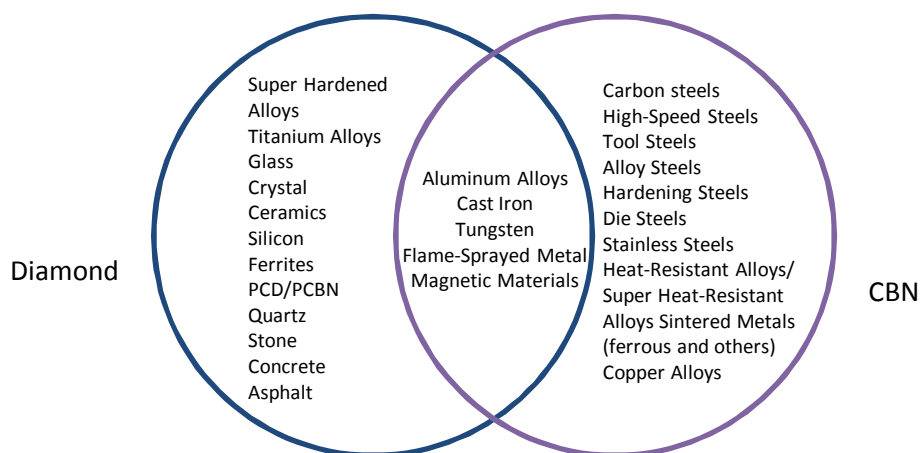 Diamond
Super Hardened
Alloys
Titanium Alloys
Glass
Crystal
Ceramics
Silicon
Ferrites
PCD/PCBN
Quartz
Stone
Concrete
Asphalt
Aluminum Alloys
Cast Iron
Tungsten
Flame-Sprayed Metal
Magnetic Materials
Carbon steels
High-Speed Steels
Tool Steels
Alloy Steels
Hardening Steels
Die Steels
Stainless Steels
Heat-Resistant Alloys/
Super Heat-Resistant
Alloys Sintered Metals
(ferrous and others)
Copper Alloys
CBN